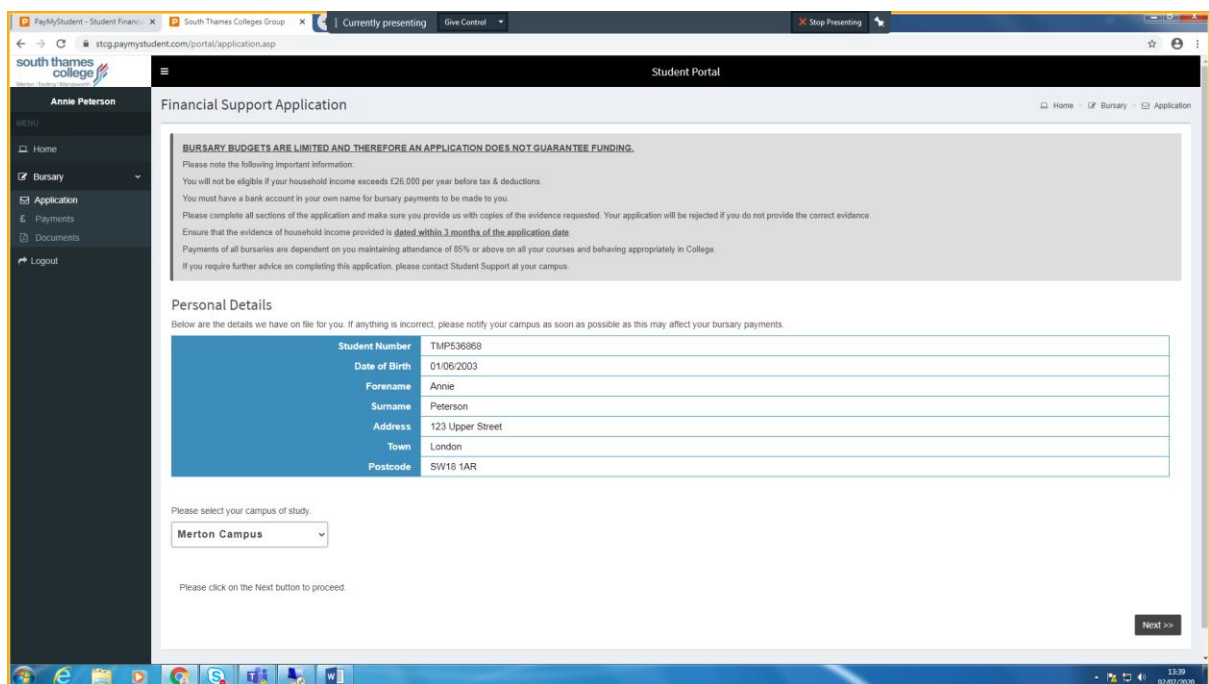 PayMyStudent - Student Financi
South Thames Colleges Group
Currently presenting
Give Control
Stop Presenting
stcg.paymystudent.com/portal/application.asp
south thames
college
Merton | Tooting | Wandsworth
Student Portal
Annie Peterson
MENU
Home
Bursary
Application
£ Payments
Documents
Logout
Financial Support Application
Home > Bursary > Application
BURSARY BUDGETS ARE LIMITED AND THEREFORE AN APPLICATION DOES NOT GUARANTEE FUNDING.
Please note the following important information:
You will not be eligible if your household income exceeds £26,000 per year before tax & deductions.
You must have a bank account in your own name for bursary payments to be made to you.
Please complete all sections of the application and make sure you provide us with copies of the evidence requested. Your application will be rejected if you do not provide the correct evidence.
Ensure that the evidence of household income provided is dated within 3 months of the application date.
Payments of all bursaries are dependent on you maintaining attendance of 85% or above on all your courses and behaving appropriately in College.
If you require further advice on completing this application, please contact Student Support at your campus.
Personal Details
Below are the details we have on file for you. If anything is incorrect, please notify your campus as soon as possible as this may affect your bursary payments.
Student Number TMP536868
Date of Birth 01/06/2003
Forename Annie
Surname Peterson
Address 123 Upper Street
Town London
Postcode SW18 1AR
Please select your campus of study.
Merton Campus
Please click on the Next button to proceed.
Next >>
13:39
02/07/2020